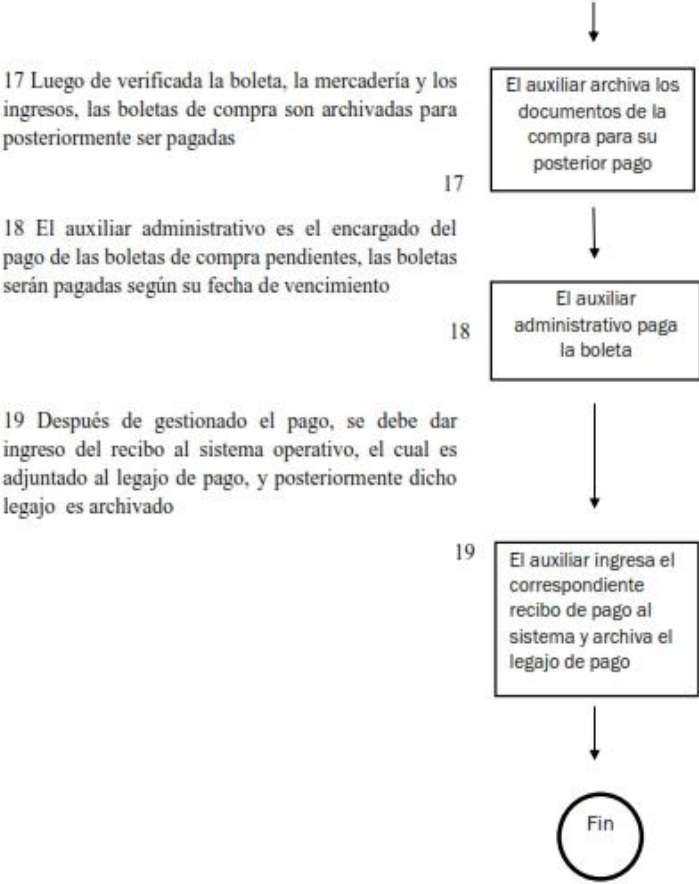 17 Luego de verificada la boleta, la mercadería y los
ingresos, las boletas de compra son archivadas para
posteriormente ser pagadas
El auxiliar archiva los
documentos de la
compra para su
posterior pago
17
18 El auxiliar administrativo es el encargado del
pago de las boletas de compra pendientes, las boletas
serán pagadas según su fecha de vencimiento
El auxiliar
administrativo paga
la boleta
18
19 Después de gestionado el pago, se debe dar
ingreso del recibo al sistema operativo, el cual es
adjuntado al legajo de pago, y posteriormente dicho
legajo es archivado
19
El auxiliar ingresa el
correspondiente
recibo de pago al
sistema y archiva el
legajo de pago
Fin